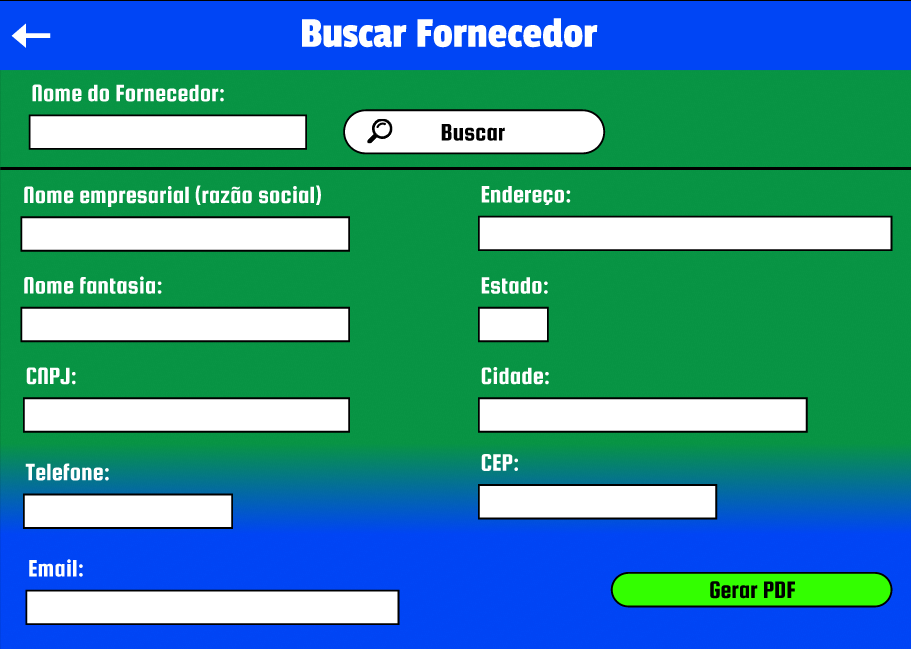 Buscar Fornecedor
Nome do Fornecedor:
Buscar
Nome empresarial (razão social)
Endereço:
Nome fantasia:
Estado:
CNPJ:
Cidade:
Telefone:
CEP:
Email:
Gerar PDF